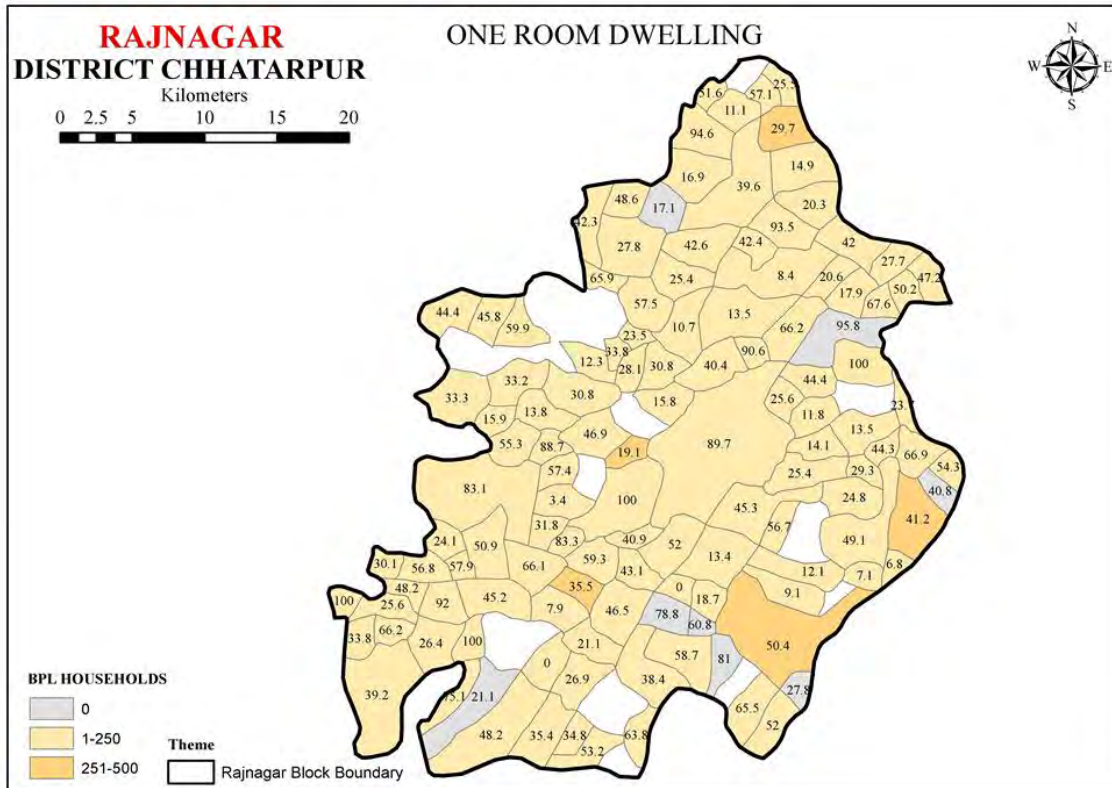 RAJNAGAR
DISTRICT CHHATARPUR
ONE ROOM DWELLING
Kilometers
0 2.5 5 10 15 20
N
W E
S
51.6 57.1 25.5
11.1
94.6 29.7
14.9
16.9 39.6
48.6 17.1 20.3
42.3 93.5
27.8 42.6 42.4 42
27.7
65.9 25.4 8.4 20.6 47.2
17.9 50.2
57.5 67.6
44.4 45.8 13.5
59.9 10.7 66.2 95.8
23.5
33.8 90.6
12.3 28.1 30.8 40.4 100
33.2 44.4
33.3 30.8 15.8 25.6
15.9 13.8 11.8
46.9 13.5
55.3 88.7 19.1 89.7 14.1 44.3 66.9
57.4 25.4 29.3 54.3
83.1 40.8
3.4 100 24.8
45.3 41.2
31.8 56.7
24.1 50.9 83.3 40.9 52 49.1
30.1 56.8 57.9 66.1 59.3 43.1 13.4 12.1 7.1 6.8
48.2 35.5 0 9.1
100 25.6 92 45.2 7.9 46.5 18.7
78.8 60.8
33.8 66.2 26.4 100 21.1 50.4
0 58.7 81
39.2 21.1 26.9 38.4 27.8
65.5
48.2 35.4 34.8 63.8 52
53.2
BPL HOUSEHOLDS
0
1-250
251-500
Theme
Rajnagar Block Boundary